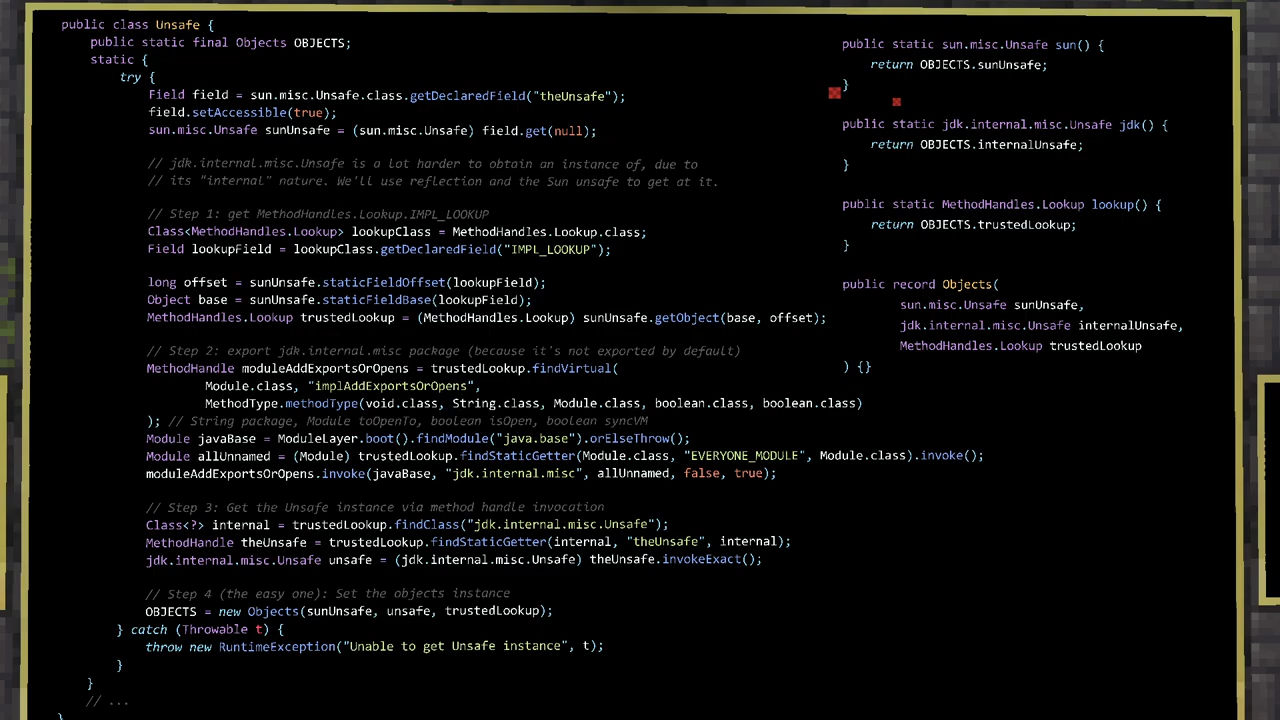 public class Unsafe {
    public static final Objects OBJECTS;
    static {
        try {
            Field field = sun.misc.Unsafe.class.getDeclaredField("theUnsafe");
            field.setAccessible(true);
            sun.misc.Unsafe sunUnsafe = (sun.misc.Unsafe) field.get(null);

            // jdk.internal.misc.Unsafe is a lot harder to obtain an instance of, due to
            // its "internal" nature. We'll use reflection and the Sun unsafe to get at it.

            // Step 1: get MethodHandles.Lookup.IMPL_LOOKUP
            Class<MethodHandles.Lookup> lookupClass = MethodHandles.Lookup.class;
            Field lookupField = lookupClass.getDeclaredField("IMPL_LOOKUP");

            long offset = sunUnsafe.staticFieldOffset(lookupField);
            Object base = sunUnsafe.staticFieldBase(lookupField);
            MethodHandles.Lookup trustedLookup = (MethodHandles.Lookup) sunUnsafe.getObject(base, offset);

            // Step 2: export jdk.internal.misc package (because it's not exported by default)
            MethodHandle moduleAddExportsOrOpens = trustedLookup.findVirtual(
                    Module.class, "implAddExportsOrOpens",
                    MethodType.methodType(void.class, String.class, Module.class, boolean.class, boolean.class)
            ); // String package, Module toOpenTo, boolean isOpen, boolean syncVM
            Module javaBase = ModuleLayer.boot().findModule("java.base").orElseThrow();
            Module allUnnamed = (Module) trustedLookup.findStaticGetter(Module.class, "EVERYONE_MODULE", Module.class).invoke();
            moduleAddExportsOrOpens.invoke(javaBase, "jdk.internal.misc", allUnnamed, false, true);

            // Step 3: Get the Unsafe instance via method handle invocation
            Class<?> internal = trustedLookup.findClass("jdk.internal.misc.Unsafe");
            MethodHandle theUnsafe = trustedLookup.findStaticGetter(internal, "theUnsafe", internal);
            jdk.internal.misc.Unsafe unsafe = (jdk.internal.misc.Unsafe) theUnsafe.invokeExact();

            // Step 4 (the easy one): Set the objects instance
            OBJECTS = new Objects(sunUnsafe, unsafe, trustedLookup);
        } catch (Throwable t) {
            throw new RuntimeException("Unable to get Unsafe instance", t);
        }
    }
    // ...
}
public static sun.misc.Unsafe sun() {
    return OBJECTS.sunUnsafe;
}

public static jdk.internal.misc.Unsafe jdk() {
    return OBJECTS.internalUnsafe;
}

public static MethodHandles.Lookup lookup() {
    return OBJECTS.trustedLookup;
}

public record Objects(
        sun.misc.Unsafe sunUnsafe,
        jdk.internal.misc.Unsafe internalUnsafe,
        MethodHandles.Lookup trustedLookup
) {}